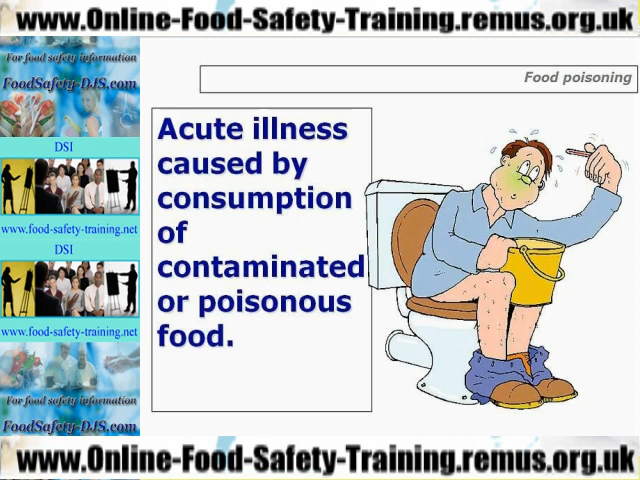 www.Online-Food-Safety-Training.remus.org.uk
For food safety information
FoodSafety-DJS.com
DSI
www.food-safety-training.net
DSI
www.food-safety-training.net
For food safety information
FoodSafety-DJS.com
Food poisoning
Acute illness
caused by
consumption
of
contaminated
or poisonous
food.
www.Online-Food-Safety-Training.remus.org.uk